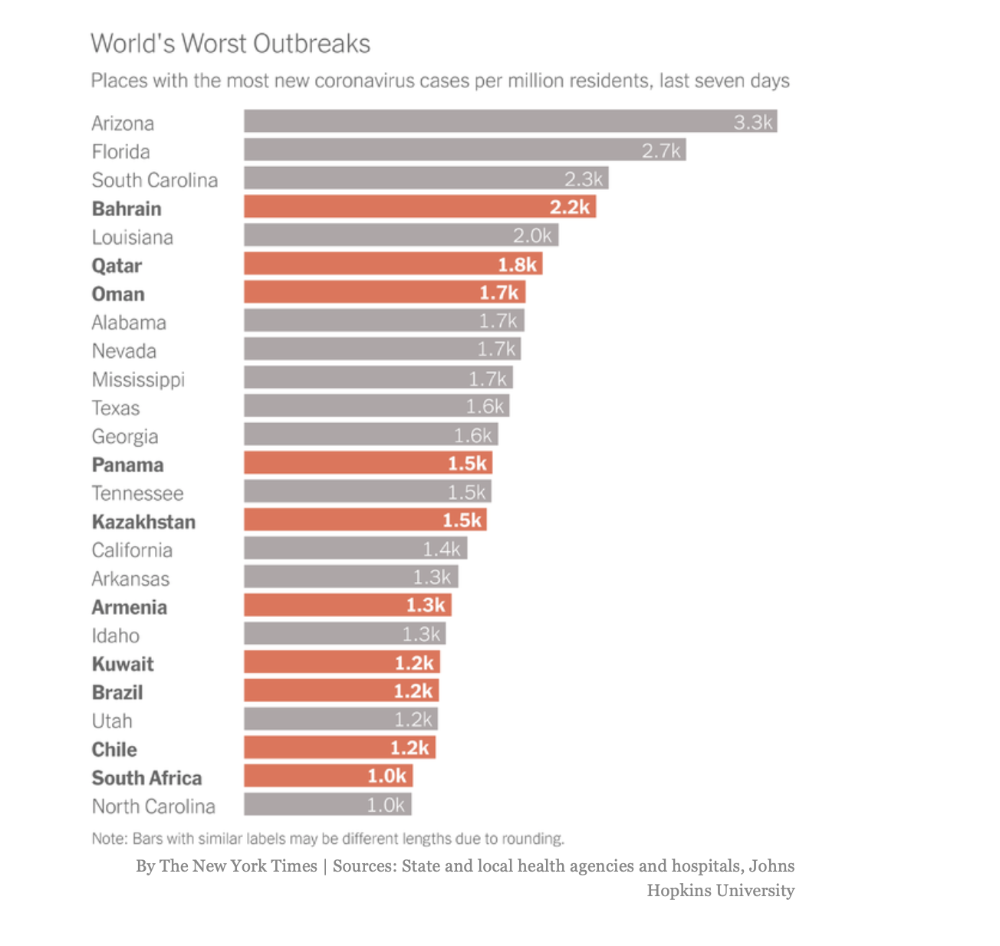 World's Worst Outbreaks
Places with the most new coronavirus cases per million residents, last seven days
Arizona 3.3k
Florida 2.7k
South Carolina 2.3k
Bahrain 2.2k
Louisiana 2.0k
Qatar 1.8k
Oman 1.7k
Alabama 1.7k
Nevada 1.7k
Mississippi 1.7k
Texas 1.6k
Georgia 1.6k
Panama 1.5k
Tennessee 1.5k
Kazakhstan 1.5k
California 1.4k
Arkansas 1.3k
Armenia 1.3k
Idaho 1.3k
Kuwait 1.2k
Brazil 1.2k
Utah 1.2k
Chile 1.2k
South Africa 1.0k
North Carolina 1.0k
Note: Bars with similar labels may be different lengths due to rounding.
By The New York Times | Sources: State and local health agencies and hospitals, Johns
Hopkins University